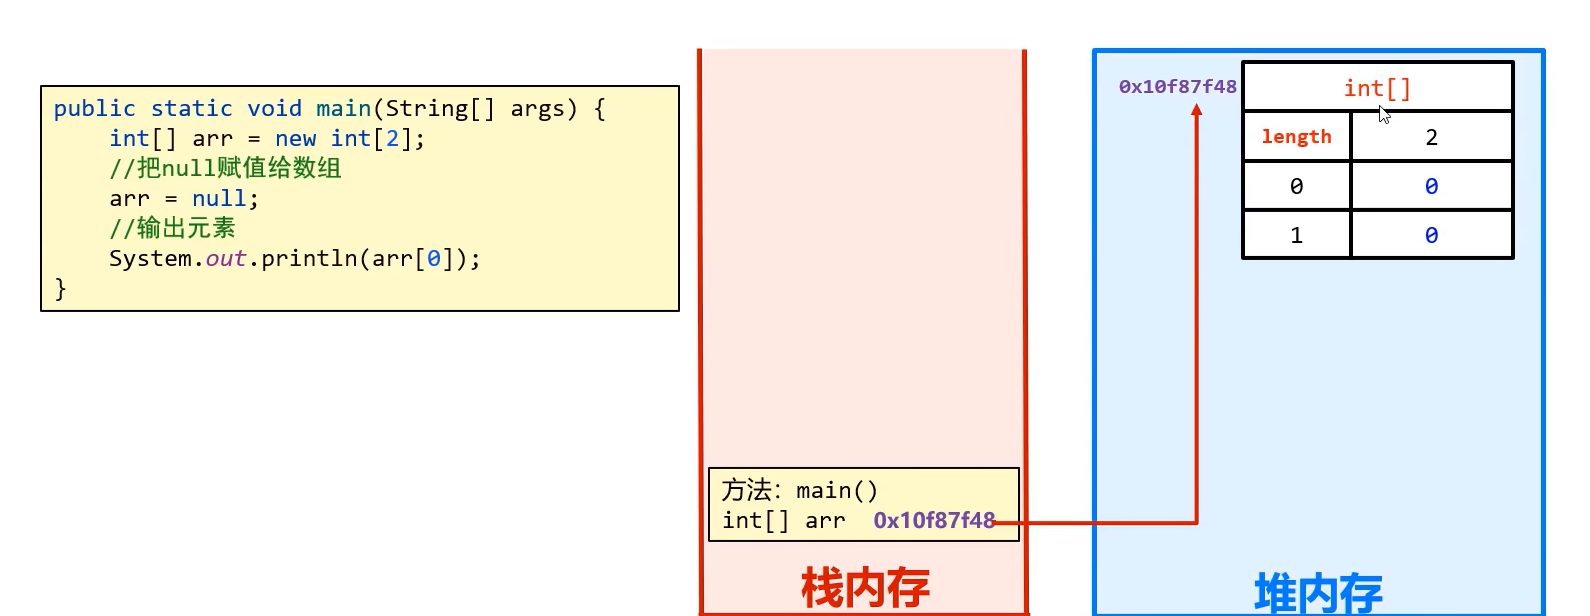 public static void main(String[] args) {
    int[] arr = new int[2];
    //把null赋值给数组
    arr = null;
    //输出元素
    System.out.println(arr[0]);
}
方法：main()
int[] arr 0x10f87f48
栈内存
0x10f87f48
int[]
length 2
0 0
1 0
堆内存